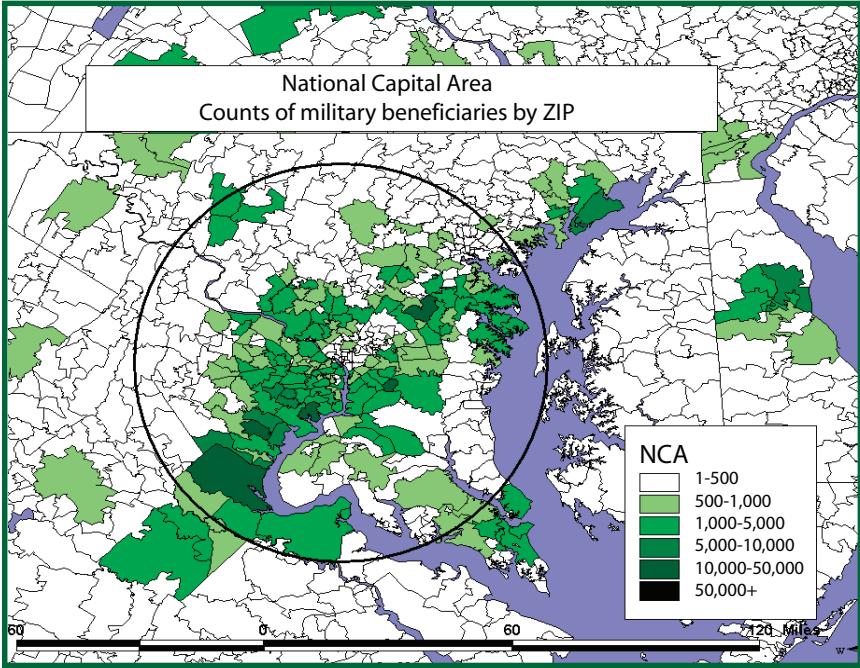 National Capital Area
Counts of military beneficiaries by ZIP
NCA
1-500
500-1,000
1,000-5,000
5,000-10,000
10,000-50,000
50,000+
60 0 60 120 Miles
W